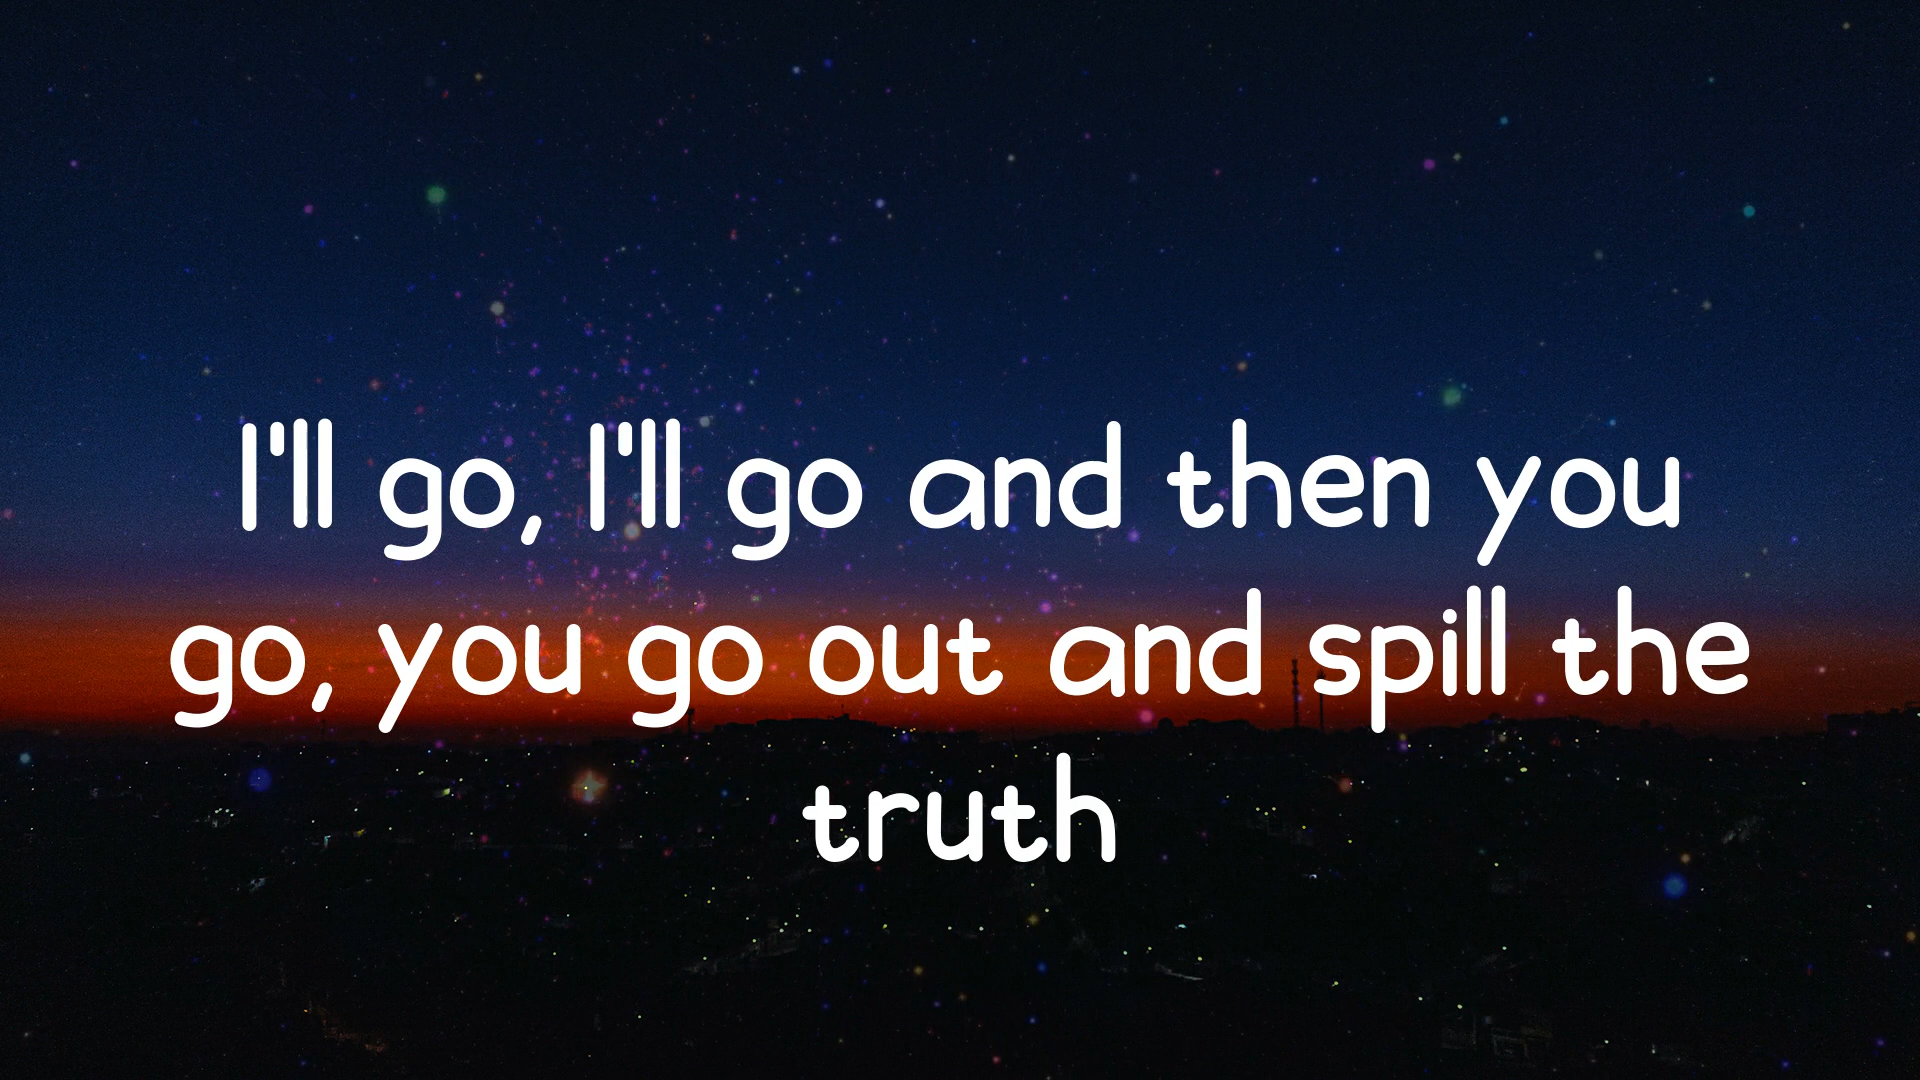 I'll go, I'll go and then you
go, you go out and spill the
truth